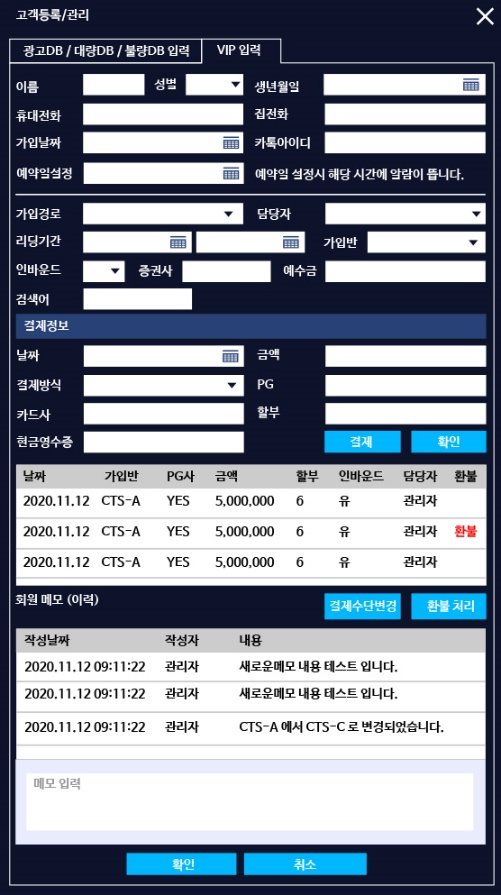 고객등록/관리
광고DB / 대량DB / 불량DB 입력 VIP 입력
이름 성별 생년월일
휴대전화 집전화
가입날짜 카톡아이디
예약일설정 예약일 설정시 해당 시간에 알람이 뜹니다.
가입경로 담당자
리딩기간 가입반
인바운드 증권사 예수금
검색어
결제정보
날짜 금액
결제방식 PG
카드사 할부
현금영수증 결제 확인
날짜 가입반 PG사 금액 할부 인바운드 담당자 환불
2020.11.12 CTS-A YES 5,000,000 6 유 관리자
2020.11.12 CTS-A YES 5,000,000 6 유 관리자 환불
2020.11.12 CTS-A YES 5,000,000 6 유 관리자
회원 메모 (이력) 결제수단변경 환불 처리
작성날짜 작성자 내용
2020.11.12 09:11:22 관리자 새로운메모 내용 테스트 입니다.
2020.11.12 09:11:22 관리자 새로운메모 내용 테스트 입니다.
2020.11.12 09:11:22 관리자 CTS-A 에서 CTS-C 로 변경되었습니다.
메모 입력
확인 취소